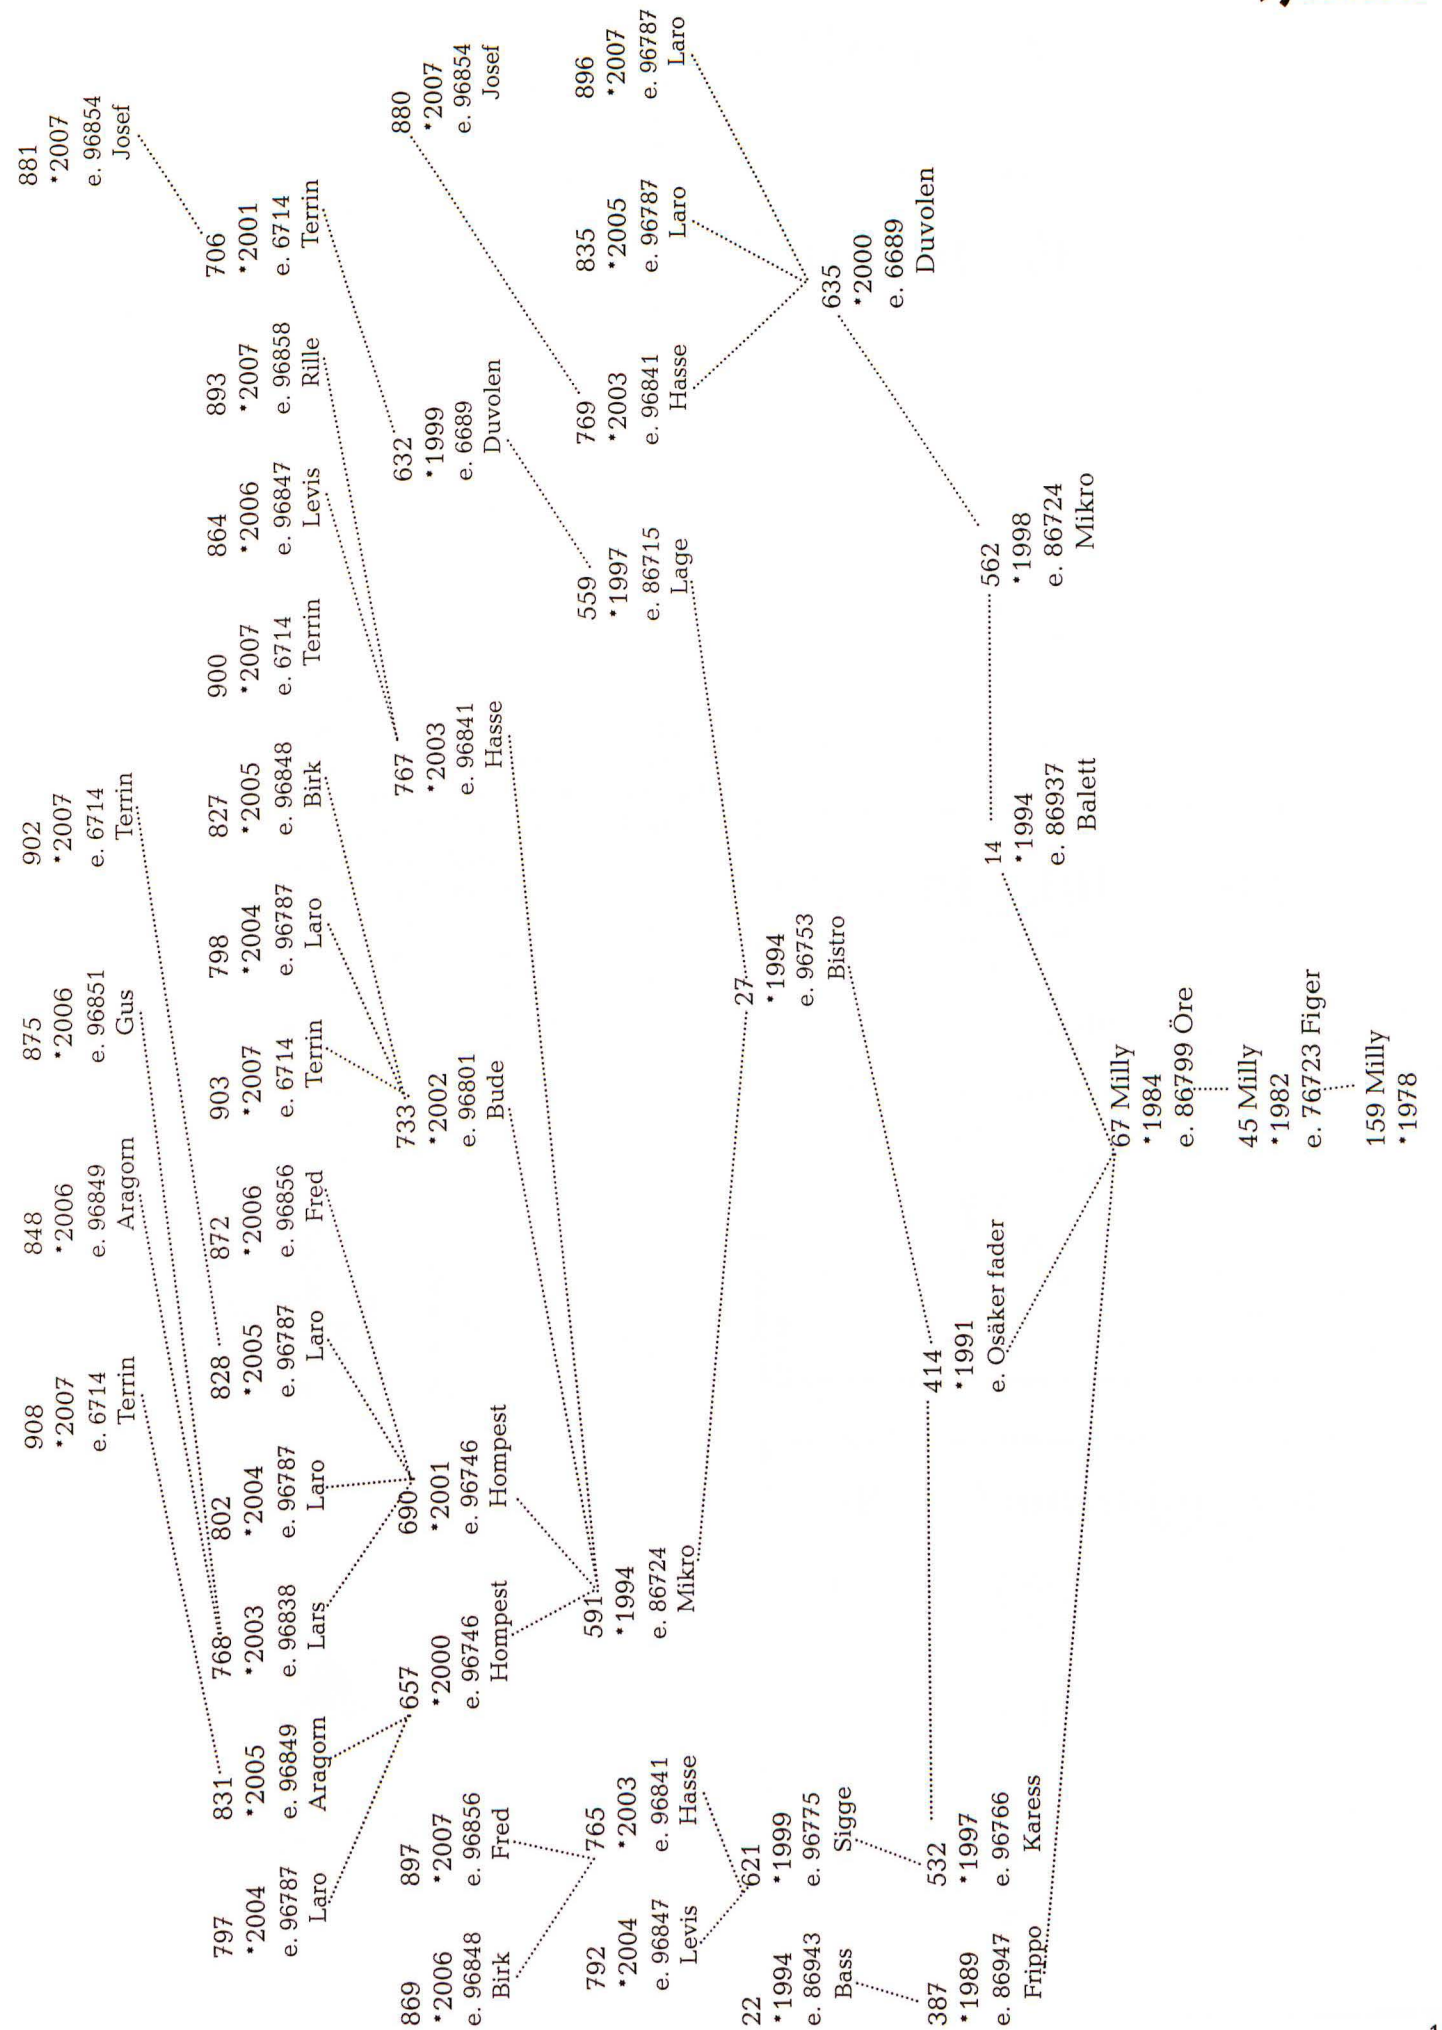 908
*2007
e. 6714
Terrin
848
*2006
e. 96849
Aragorn
875
*2006
e. 96851
Gus
902
*2007
e. 6714
Terrin
881
*2007
e. 96854
Josef
797
*2004
e. 96787
Laro
831
*2005
e. 96849
Aragorn
768
*2003
e. 96838
Lars
802
*2004
e. 96787
Laro
828
*2005
e. 96787
Laro
872
*2006
e. 96856
Fred
903
*2007
e. 6714
Terrin
798
*2004
e. 96787
Laro
827
*2005
e. 96848
Birk
900
*2007
e. 6714
Terrin
864
*2006
e. 96847
Levis
893
*2007
e. 96858
Rille
706
*2001
e. 6714
Terrin
869
*2006
e. 96848
Birk
897
*2007
e. 96856
Fred
657
*2000
e. 96746
Hompest
690
*2001
e. 96746
Hompest
733
*2002
e. 96801
Bude
767
*2003
e. 96841
Hasse
632
*1999
e. 6689
Duvolen
880
*2007
e. 96854
Josef
792
*2004
e. 96847
Levis
765
*2003
e. 96841
Hasse
591
*1994
e. 86724
Mikro
559
*1997
e. 86715
Lage
769
*2003
e. 96841
Hasse
835
*2005
e. 96787
Laro
896
*2007
e. 96787
Laro
22
*1994
e. 86943
Bass
621
*1999
e. 96775
Sigge
27
*1994
e. 96753
Bistro
635
*2000
e. 6689
Duvolen
387
*1989
e. 86947
Frippo
532
*1997
e. 96766
Karess
414
*1991
e. Osäker fader
14
*1994
e. 86937
Balett
562
*1998
e. 86724
Mikro
67 Milly
*1984
e. 86799 Öre
45 Milly
*1982
e. 76723 Figer
159 Milly
*1978